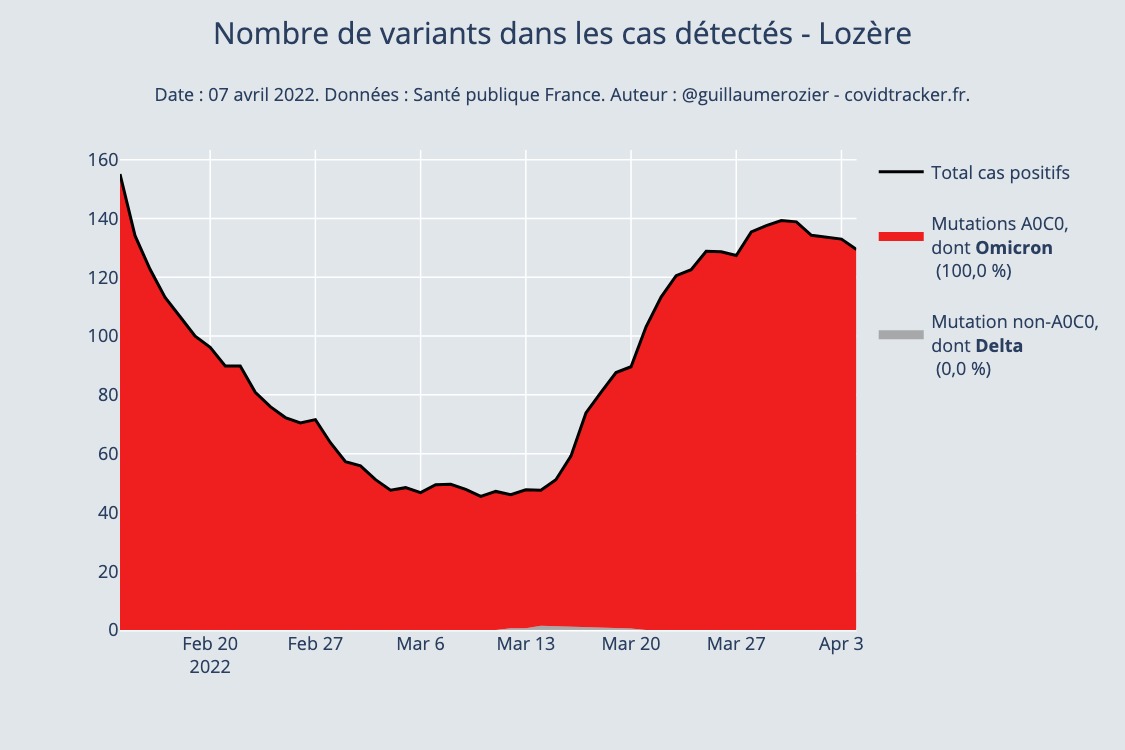 Nombre de variants dans les cas détectés - Lozère
Date : 07 avril 2022. Données : Santé publique France. Auteur : @guillaumerozier - covidtracker.fr.
160
140
120
100
80
60
40
20
0
Feb 20
2022
Feb 27
Mar 6
Mar 13
Mar 20
Mar 27
Apr 3
Total cas positifs
Mutations A0C0,
dont Omicron
(100,0 %)
Mutation non-A0C0,
dont Delta
(0,0 %)